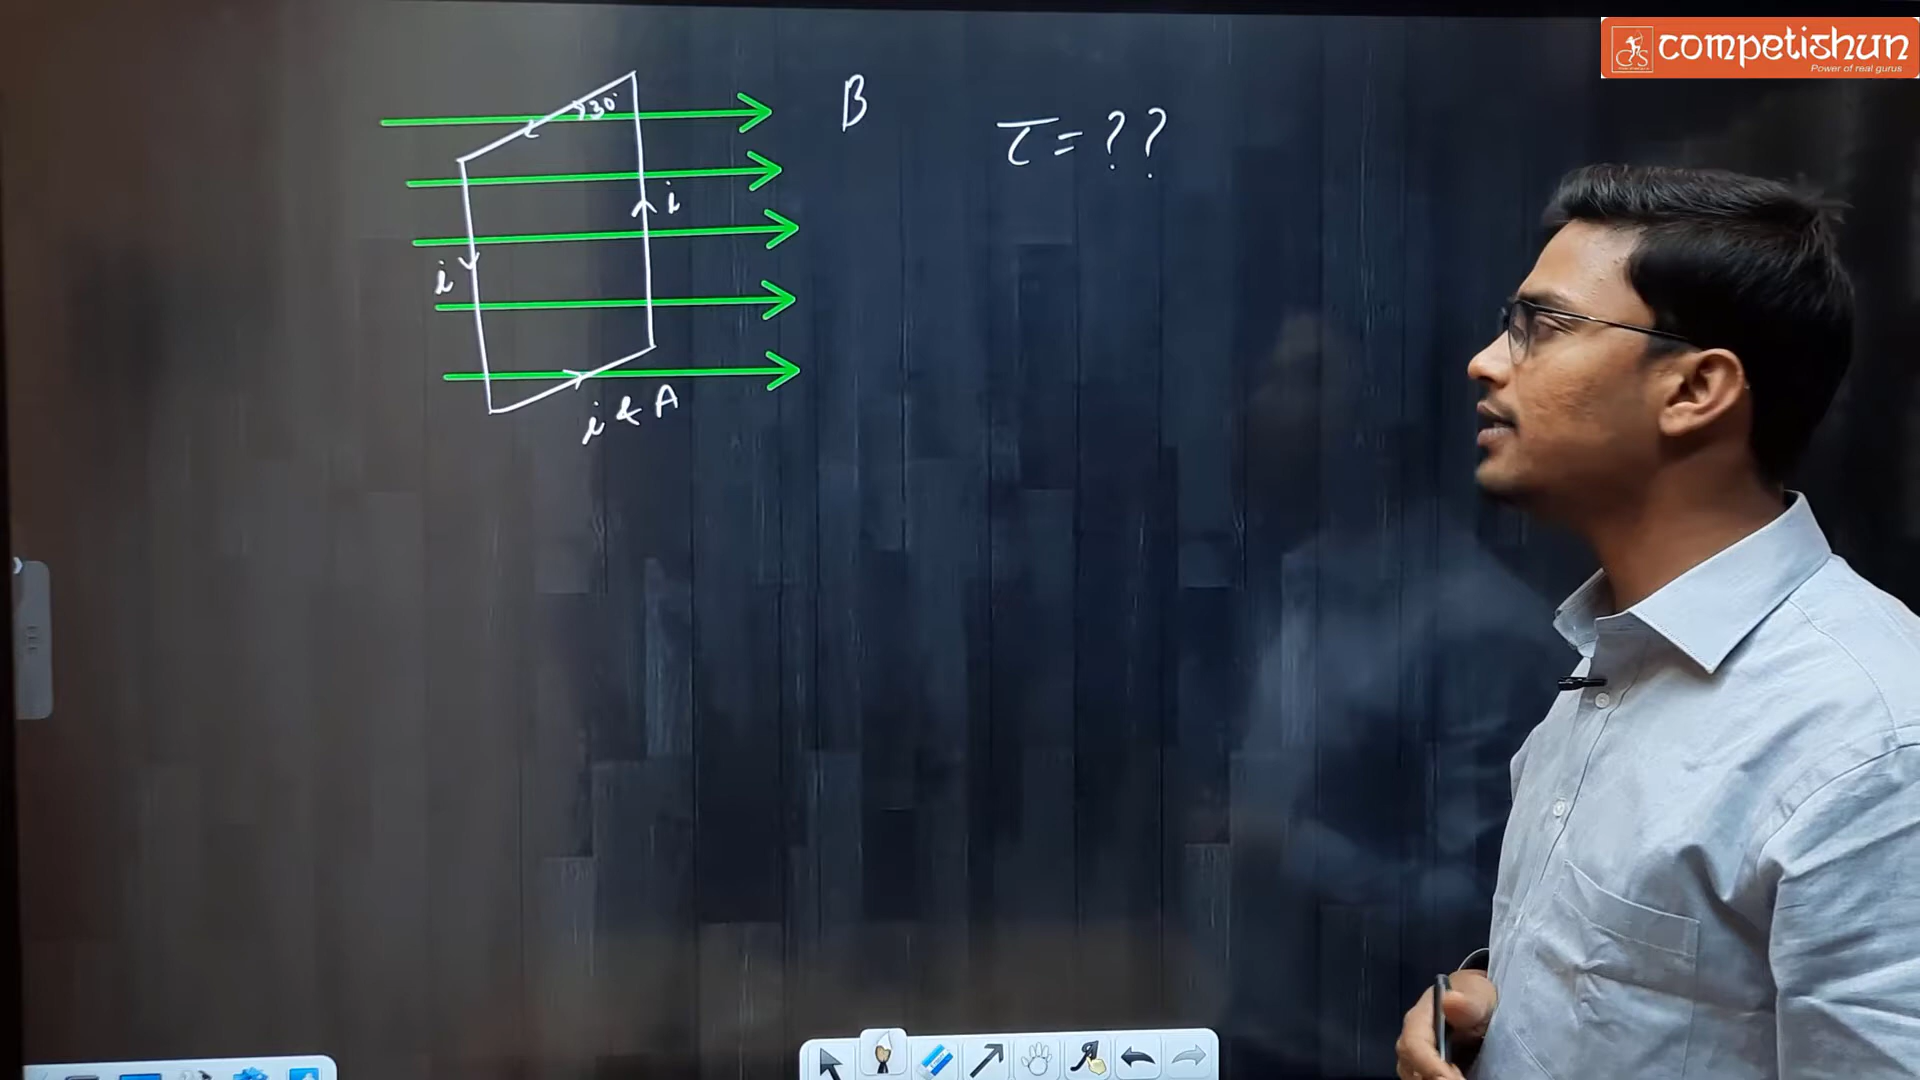 competishun
Power of real gurus
B
τ = ??
30°
i
i
i & A